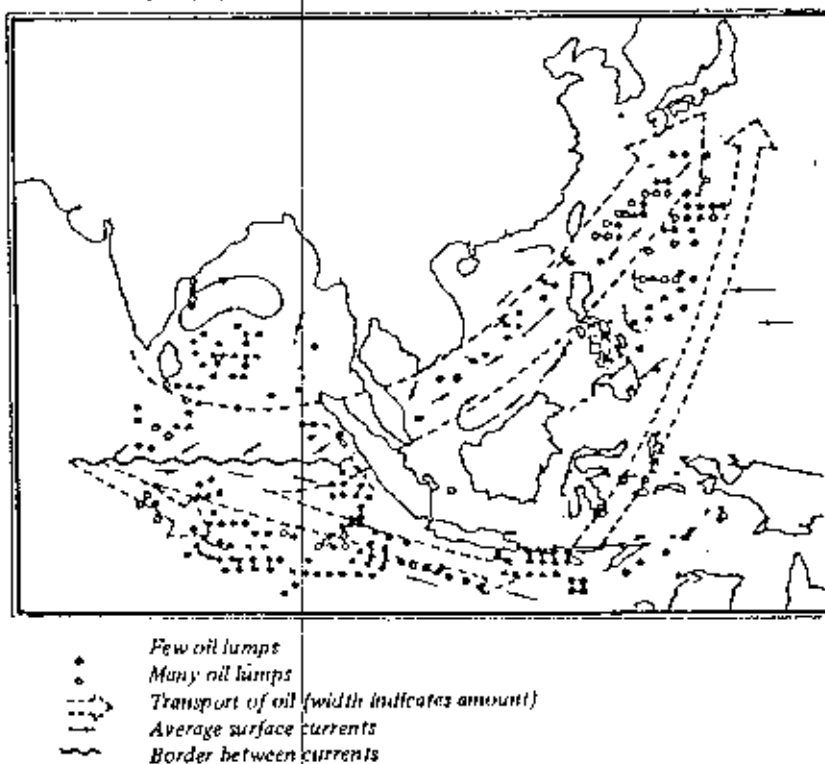 Few oil lumps
Many oil lumps
Transport of oil (width indicates amount)
Average surface currents
Border between currents